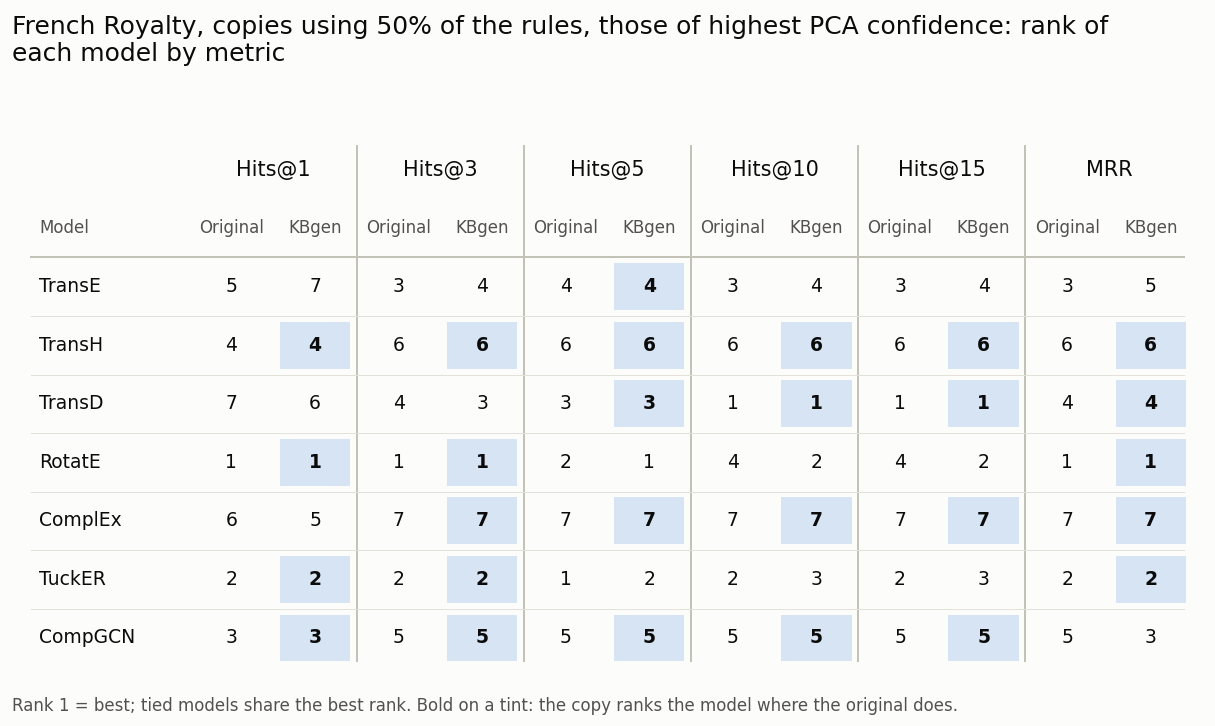 French Royalty, copies using 50% of the rules, those of highest PCA confidence: rank of
each model by metric
Hits@1 Hits@3 Hits@5 Hits@10 Hits@15 MRR
Model Original KBgen Original KBgen Original KBgen Original KBgen Original KBgen Original KBgen
TransE 5 7 3 4 4 4 3 4 3 4 3 5
TransH 4 4 6 6 6 6 6 6 6 6 6 6
TransD 7 6 4 3 3 3 1 1 1 1 4 4
RotatE 1 1 1 1 2 1 4 2 4 2 1 1
ComplEx 6 5 7 7 7 7 7 7 7 7 7 7
TuckER 2 2 2 2 1 2 2 3 2 3 2 2
CompGCN 3 3 5 5 5 5 5 5 5 5 5 3
Rank 1 = best; tied models share the best rank. Bold on a tint: the copy ranks the model where the original does.